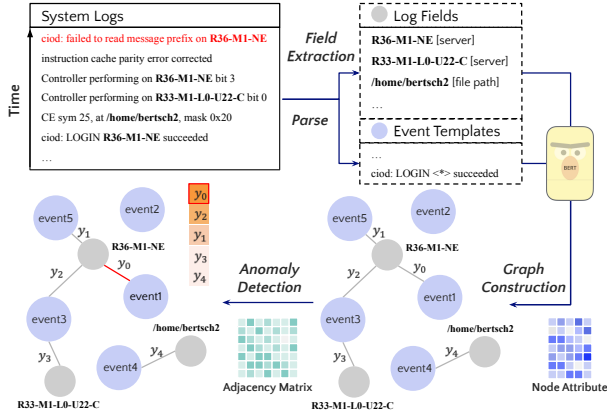 System Logs
ciod: failed to read message prefix on R36-M1-NE
instruction cache parity error corrected
Controller performing on R36-M1-NE bit 3
Controller performing on R33-M1-L0-U22-C bit 0
CE sym 25, at /home/bertsch2, mask 0x20
ciod: LOGIN R36-M1-NE succeeded
...
Time
Field
Extraction
Parse
Log Fields
R36-M1-NE [server]
R33-M1-L0-U22-C [server]
/home/bertsch2 [file path]
...
Event Templates
...
ciod: LOGIN <*> succeeded
BERT
Graph
Construction
Node Attribute
event5
event2
y1
R36-M1-NE
y0
y2
event1
event3
/home/bertsch2
y3
y4
event4
R33-M1-L0-U22-C
Adjacency Matrix
Anomaly
Detection
y0
y2
y1
y3
y4
event5
event2
y1
R36-M1-NE
y0
y2
event1
event3
/home/bertsch2
y3
y4
event4
R33-M1-L0-U22-C